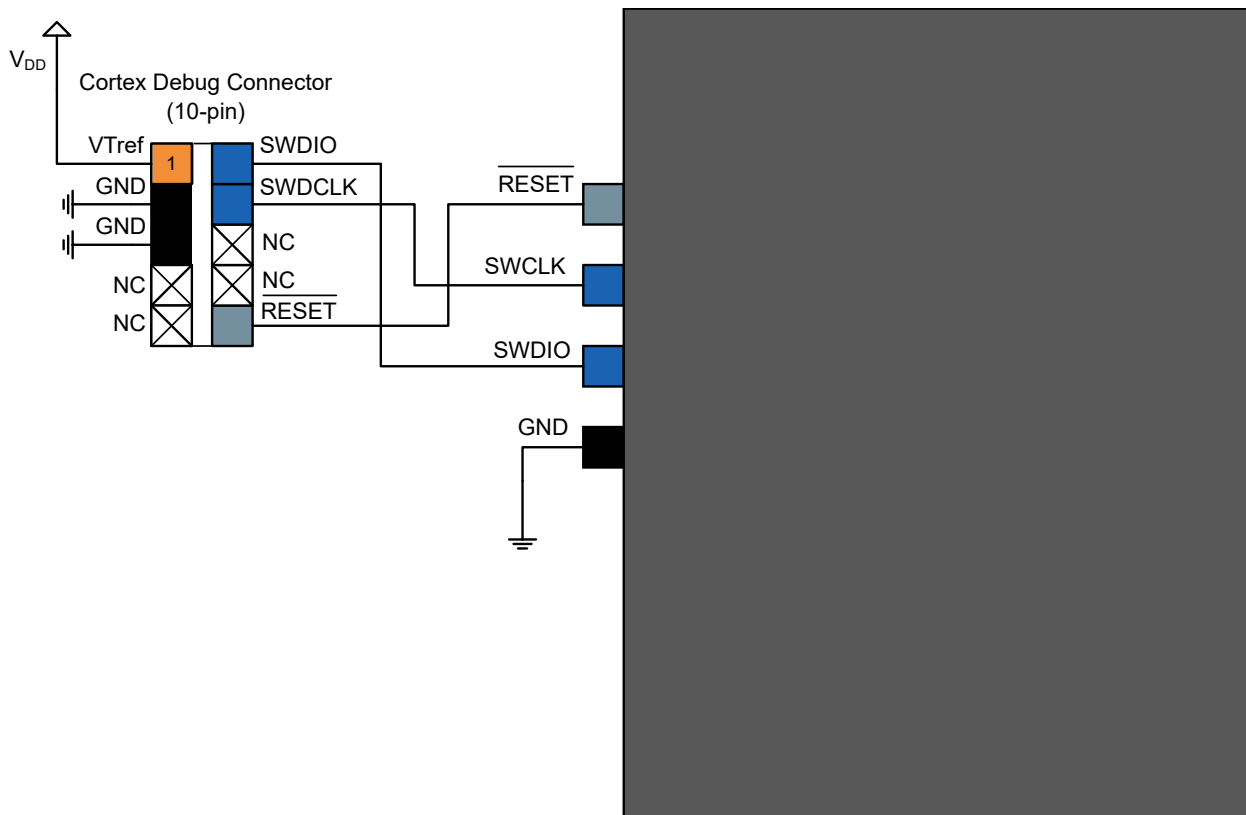 V_DD
Cortex Debug Connector
(10-pin)
VTref
1
SWDIO
GND
SWDCLK
GND
NC
NC
NC
NC
RESET
RESET
SWCLK
SWDIO
GND